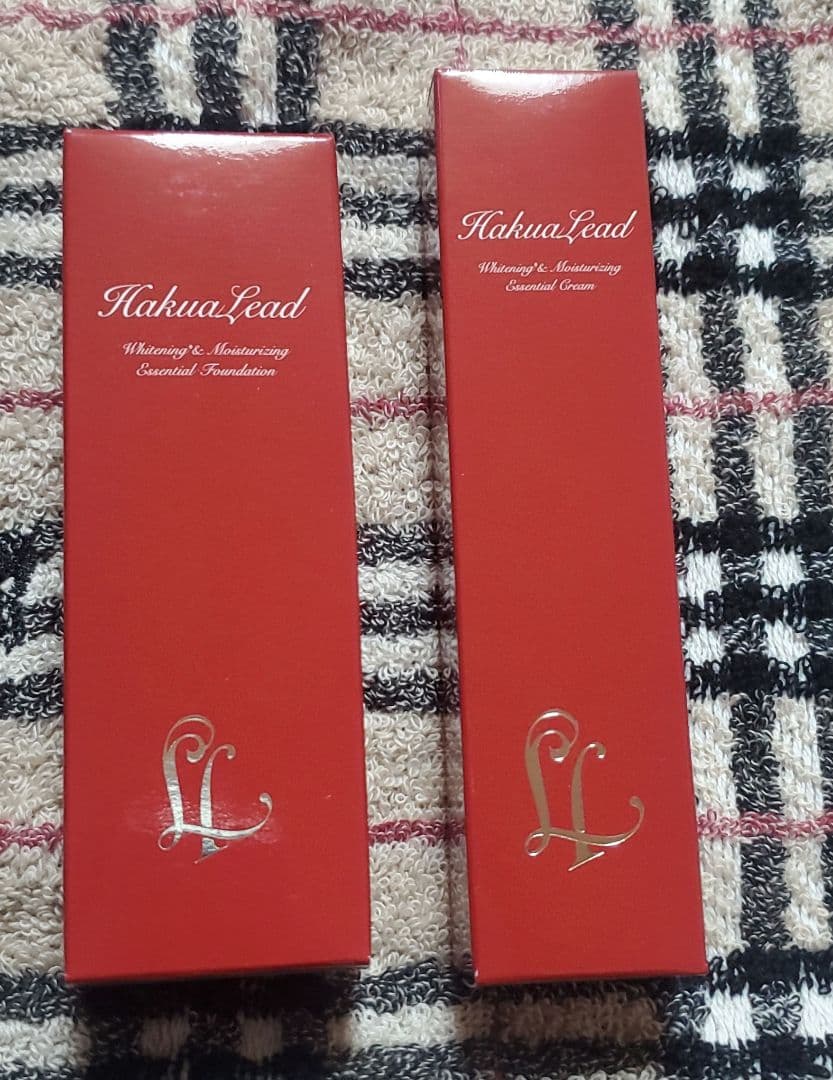 HakuaLead
Whitening*& Moisturizing
Essential Foundation
HakuaLead
Whitening*& Moisturizing
Essential Cream